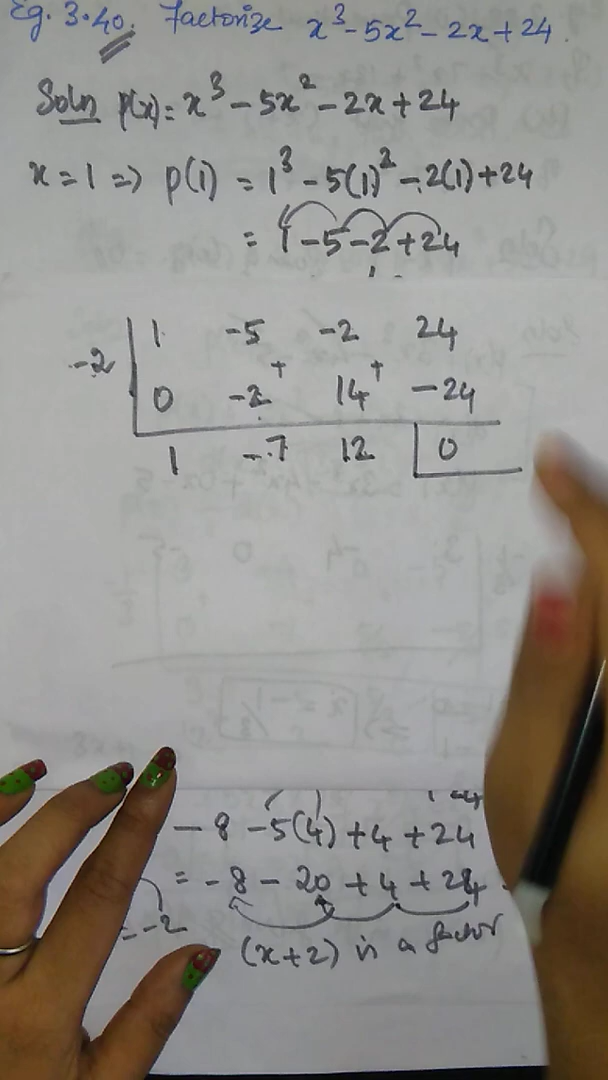 Eg. 3.40. Factorize x³-5x²-2x+24.
Soln p(x)=x³-5x²-2x+24
x=1 => p(1) = 1³-5(1)²-2(1)+24
= 1-5-2+24
-2 | 1 -5 -2 24
0 -2 14 -24
1 -7 12 0
-8-5(4)+4+24
= -8-20+4+24
=-2
(x+2) is a factor